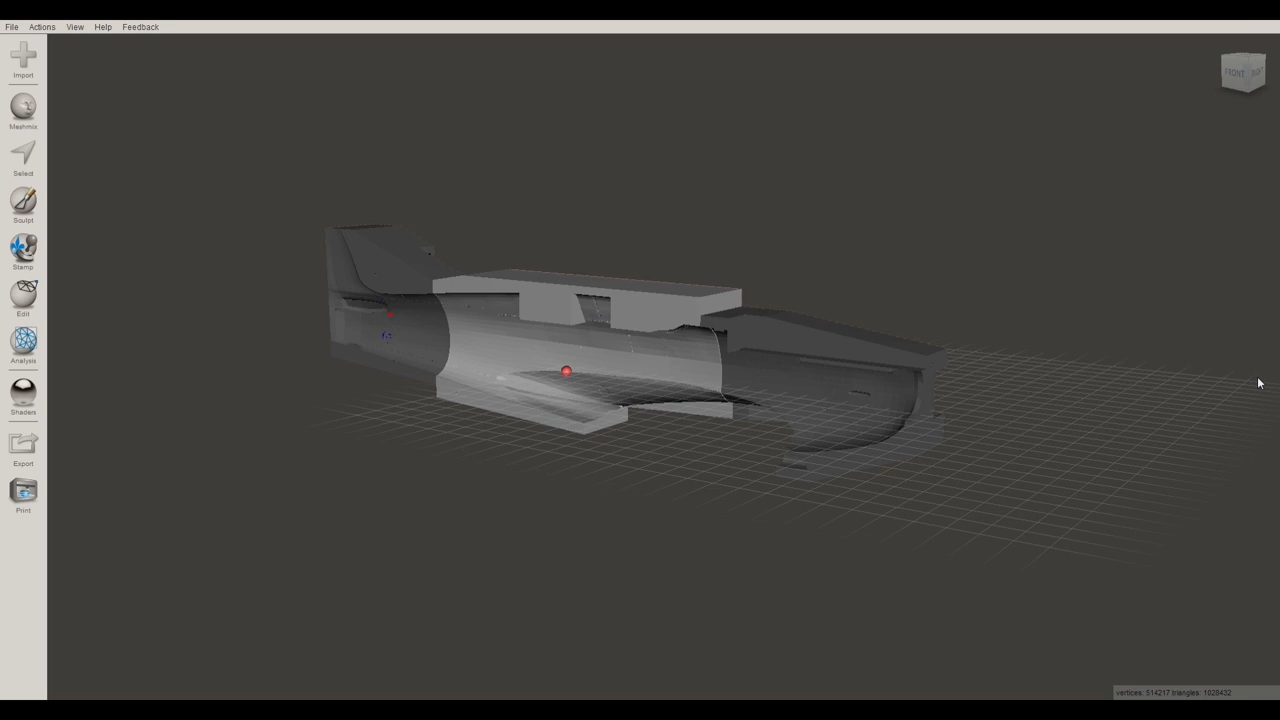 File Actions View Help Feedback
Import
Meshmix
Select
Sculpt
Stamp
Edit
Analysis
Shaders
Export
Print
FRONT
vertices: 514217 triangles: 1028432